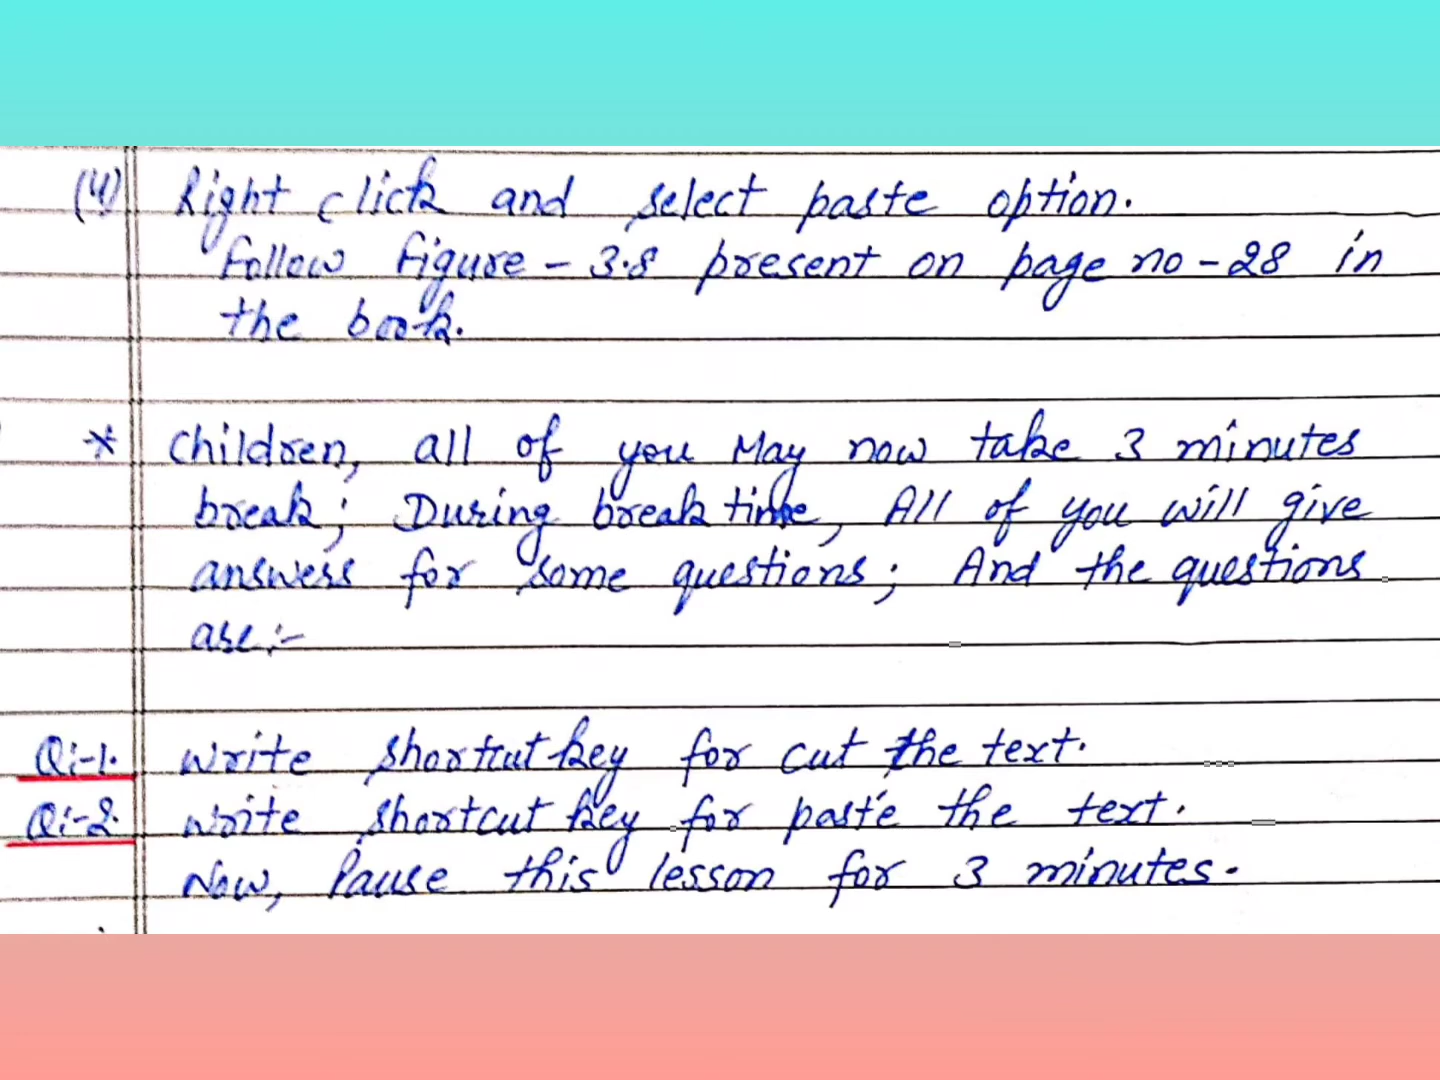 (4) Right click and select paste option.
Follow figure - 3.8 present on page no - 28 in
the book.
* Children, all of you May now take 3 minutes
break; During break time, All of you will give
answers for some questions; And the questions
are:-
Q:-1. Write shortcut key for cut the text.
Q:-2. Write shortcut key for paste the text.
Now, Pause this lesson for 3 minutes.